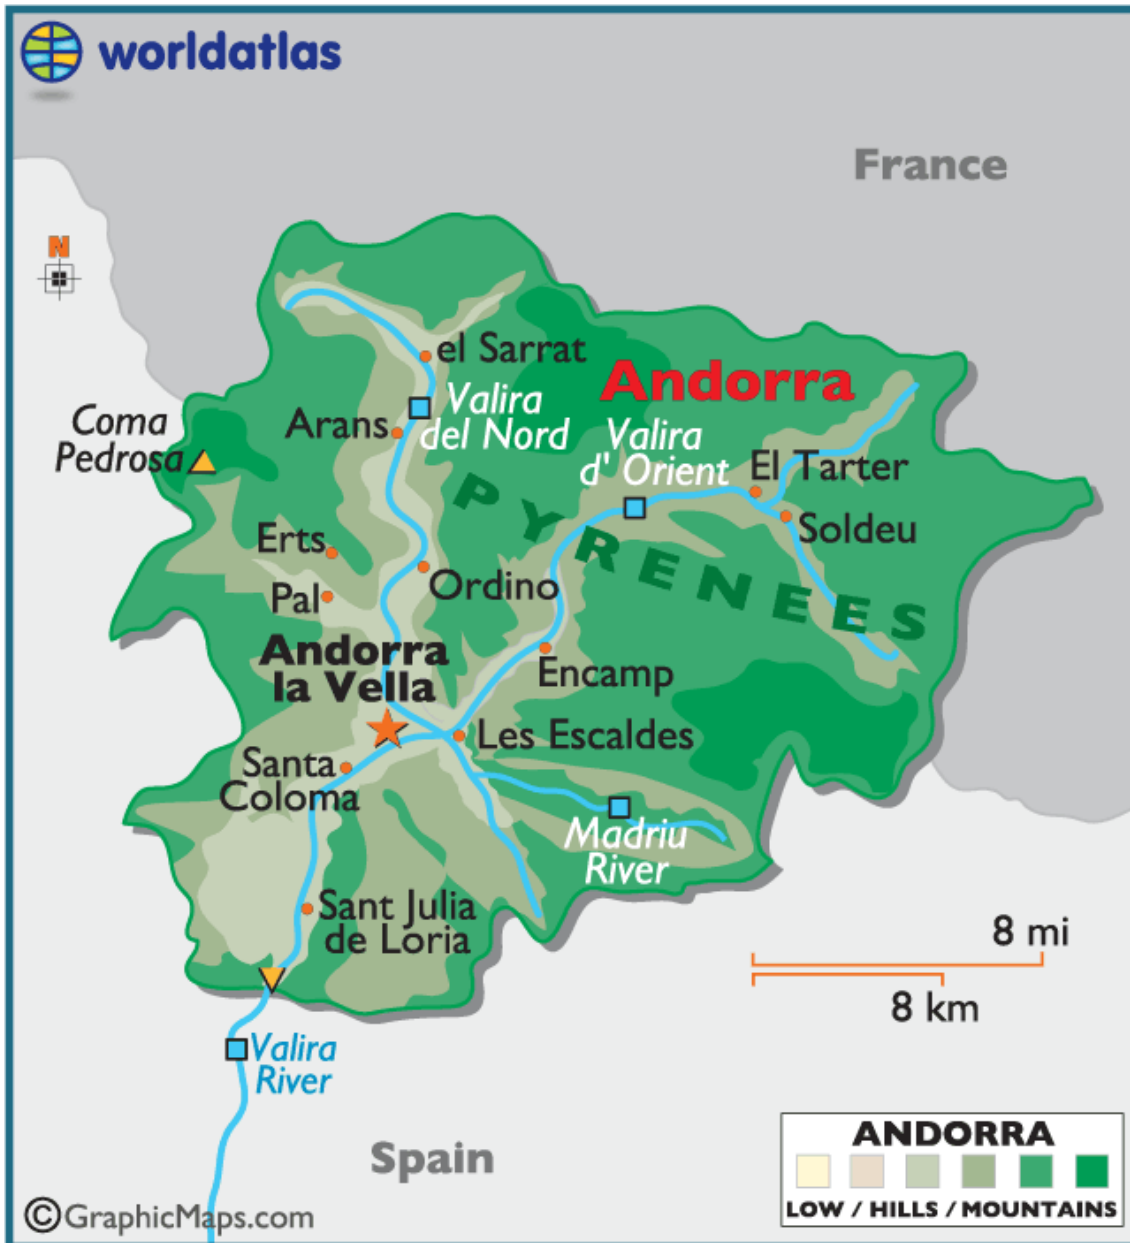 worldatlas
France
N
el Sarrat
Andorra
Coma
Pedrosa
Arans
Valira
del Nord
Valira
d' Orient
El Tarter
PYRENEES
Soldeu
Erts
Ordino
Pal
Andorra
la Vella
Encamp
Les Escaldes
Santa
Coloma
Madriu
River
Sant Julia
de Loria
8 mi
8 km
Valira
River
Spain
ANDORRA
LOW / HILLS / MOUNTAINS
©GraphicMaps.com